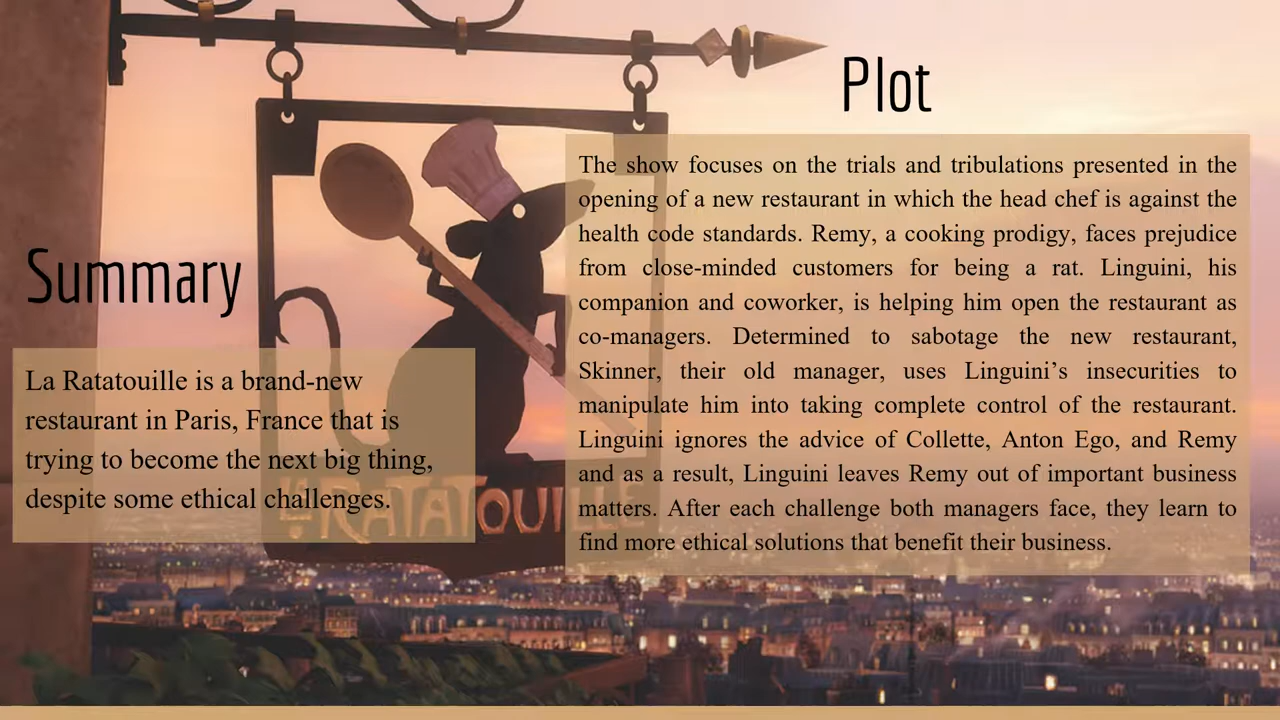 Plot
The show focuses on the trials and tribulations presented in the
opening of a new restaurant in which the head chef is against the
health code standards. Remy, a cooking prodigy, faces prejudice
from close-minded customers for being a rat. Linguini, his
companion and coworker, is helping him open the restaurant as
co-managers. Determined to sabotage the new restaurant,
Skinner, their old manager, uses Linguini’s insecurities to
manipulate him into taking complete control of the restaurant.
Linguini ignores the advice of Collette, Anton Ego, and Remy
and as a result, Linguini leaves Remy out of important business
matters. After each challenge both managers face, they learn to
find more ethical solutions that benefit their business.
Summary
La Ratatouille is a brand-new
restaurant in Paris, France that is
trying to become the next big thing,
despite some ethical challenges.
LA RATATOUILLE